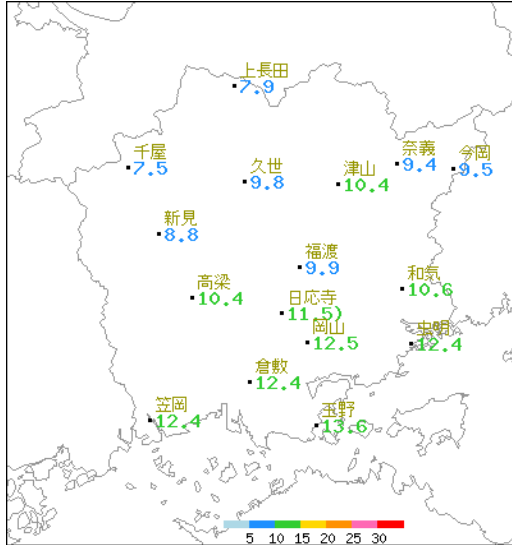 上長田
7.9
千屋
7.5
久世
9.8
津山
10.4
奈義
9.4
今岡
9.5
新見
8.8
福渡
9.9
高梁
10.4
和気
10.6
日応寺
11.5)
岡山
12.5
虫明
12.4
倉敷
12.4
笠岡
12.4
玉野
13.6
5 10 15 20 25 30